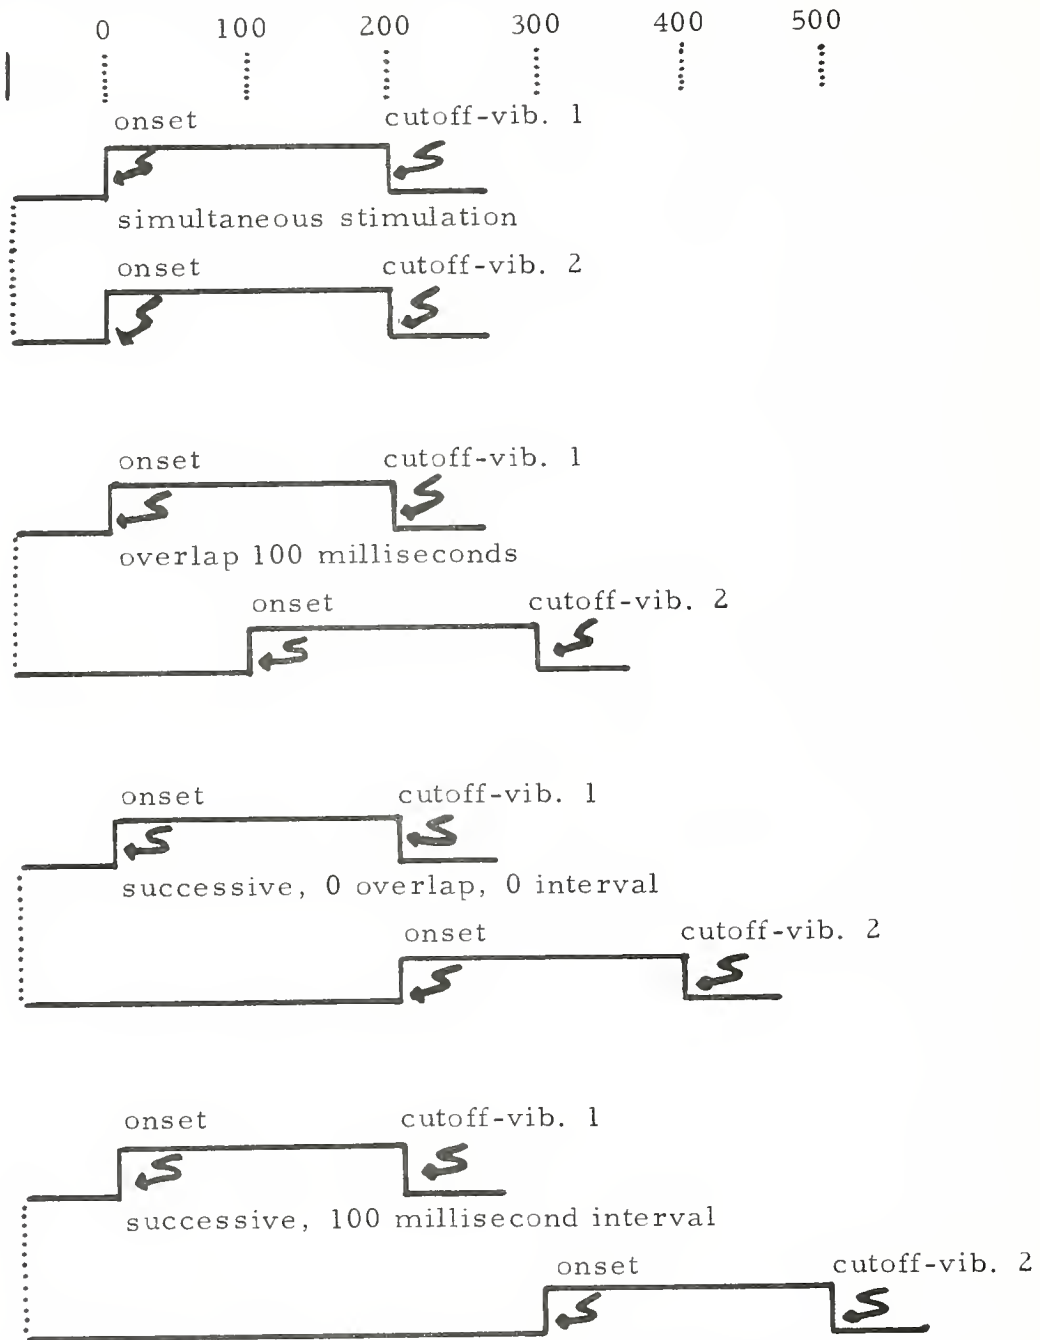 0 100 200 300 400 500
onset cutoff-vib. 1
simultaneous stimulation
onset cutoff-vib. 2
onset cutoff-vib. 1
overlap 100 milliseconds
onset cutoff-vib. 2
onset cutoff-vib. 1
successive, 0 overlap, 0 interval
onset cutoff-vib. 2
onset cutoff-vib. 1
successive, 100 millisecond interval
onset cutoff-vib. 2